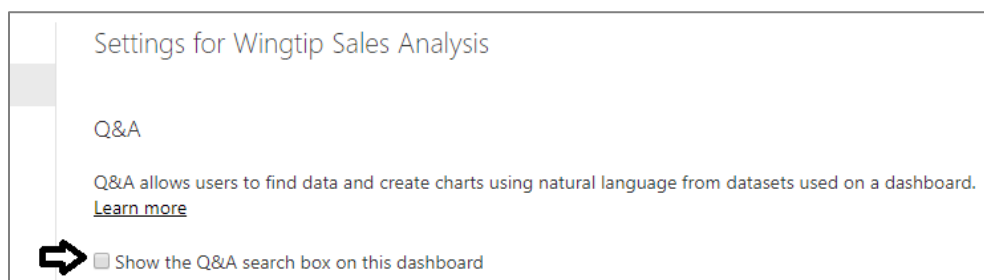 Settings for Wingtip Sales Analysis
Q&A
Q&A allows users to find data and create charts using natural language from datasets used on a dashboard.
Learn more
Show the Q&A search box on this dashboard